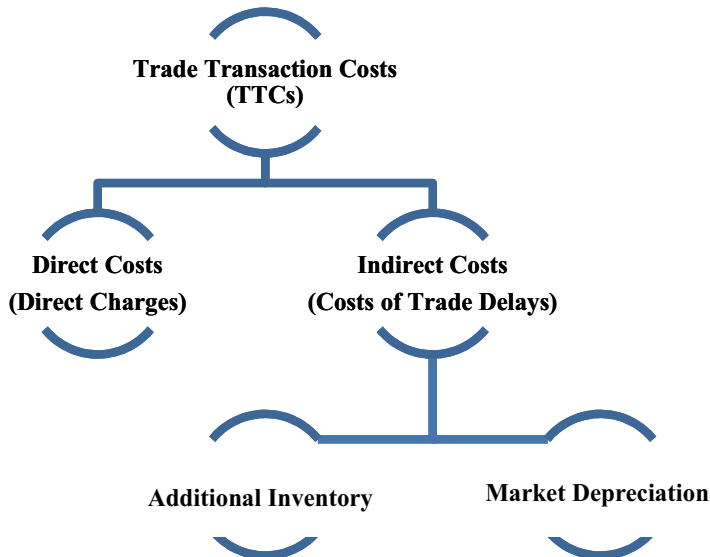 Trade Transaction Costs
(TTCs)
Direct Costs
(Direct Charges)
Indirect Costs
(Costs of Trade Delays)
Additional Inventory
Market Depreciation